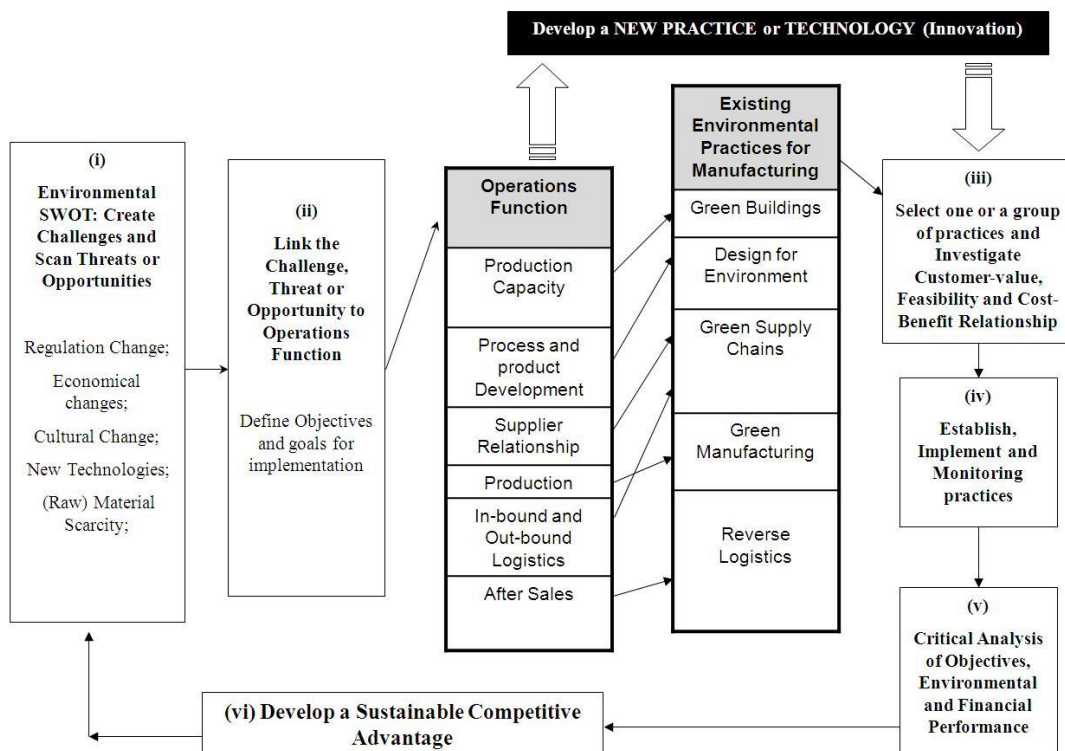 Develop a NEW PRACTICE or TECHNOLOGY (Innovation)
(i)
Environmental
SWOT: Create
Challenges and
Scan Threats or
Opportunities
Regulation Change;
Economical
changes;
Cultural Change;
New Technologies;
(Raw) Material
Scarcity;
(ii)
Link the
Challenge,
Threat or
Opportunity to
Operations
Function
Define Objectives
and goals for
implementation
Operations
Function
Production
Capacity
Process and
product
Development
Supplier
Relationship
Production
In-bound and
Out-bound
Logistics
After Sales
Existing
Environmental
Practices for
Manufacturing
Green Buildings
Design for
Environment
Green Supply
Chains
Green
Manufacturing
Reverse
Logistics
(iii)
Select one or a group
of practices and
Investigate
Customer-value,
Feasibility and Cost-
Benefit Relationship
(iv)
Establish,
Implement and
Monitoring
practices
(v)
Critical Analysis
of Objectives,
Environmental
and Financial
Performance
(vi) Develop a Sustainable Competitive
Advantage